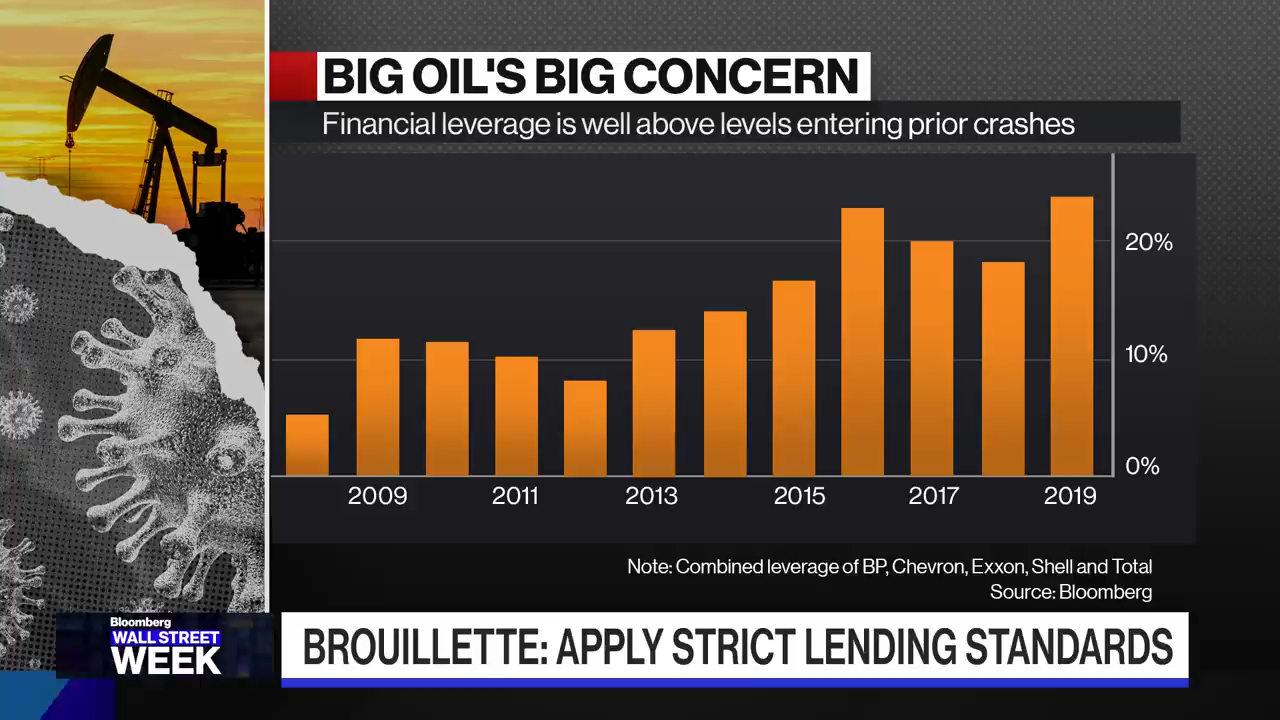 BIG OIL'S BIG CONCERN
Financial leverage is well above levels entering prior crashes
20%
10%
0%
2009 2011 2013 2015 2017 2019
Note: Combined leverage of BP, Chevron, Exxon, Shell and Total
Source: Bloomberg
Bloomberg
WALL STREET
WEEK
BROUILLETTE: APPLY STRICT LENDING STANDARDS